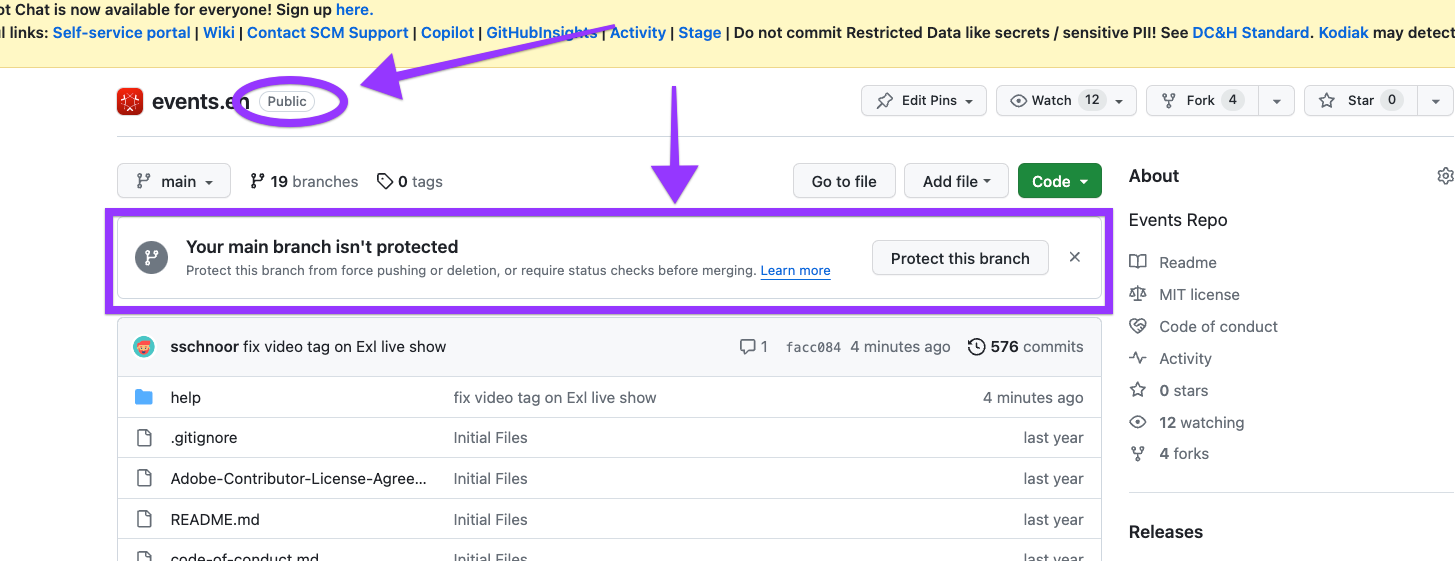 ot Chat is now available for everyone! Sign up here.
l links: Self-service portal | Wiki | Contact SCM Support | Copilot | GitHubInsights | Activity | Stage | Do not commit Restricted Data like secrets / sensitive PII! See DC&H Standard. Kodiak may detect
events.en Public Edit Pins Watch 12 Fork 4 Star 0
main 19 branches 0 tags Go to file Add file Code
About
Your main branch isn't protected
Protect this branch from force pushing or deletion, or require status checks before merging. Learn more
Protect this branch
Events Repo
Readme
MIT license
Code of conduct
Activity
0 stars
12 watching
4 forks
Releases
sschnoor fix video tag on Exl live show 1 facc084 4 minutes ago 576 commits
help fix video tag on Exl live show 4 minutes ago
.gitignore Initial Files last year
Adobe-Contributor-License-Agree... Initial Files last year
README.md Initial Files last year
code-of-conduct.md Initial Files last year